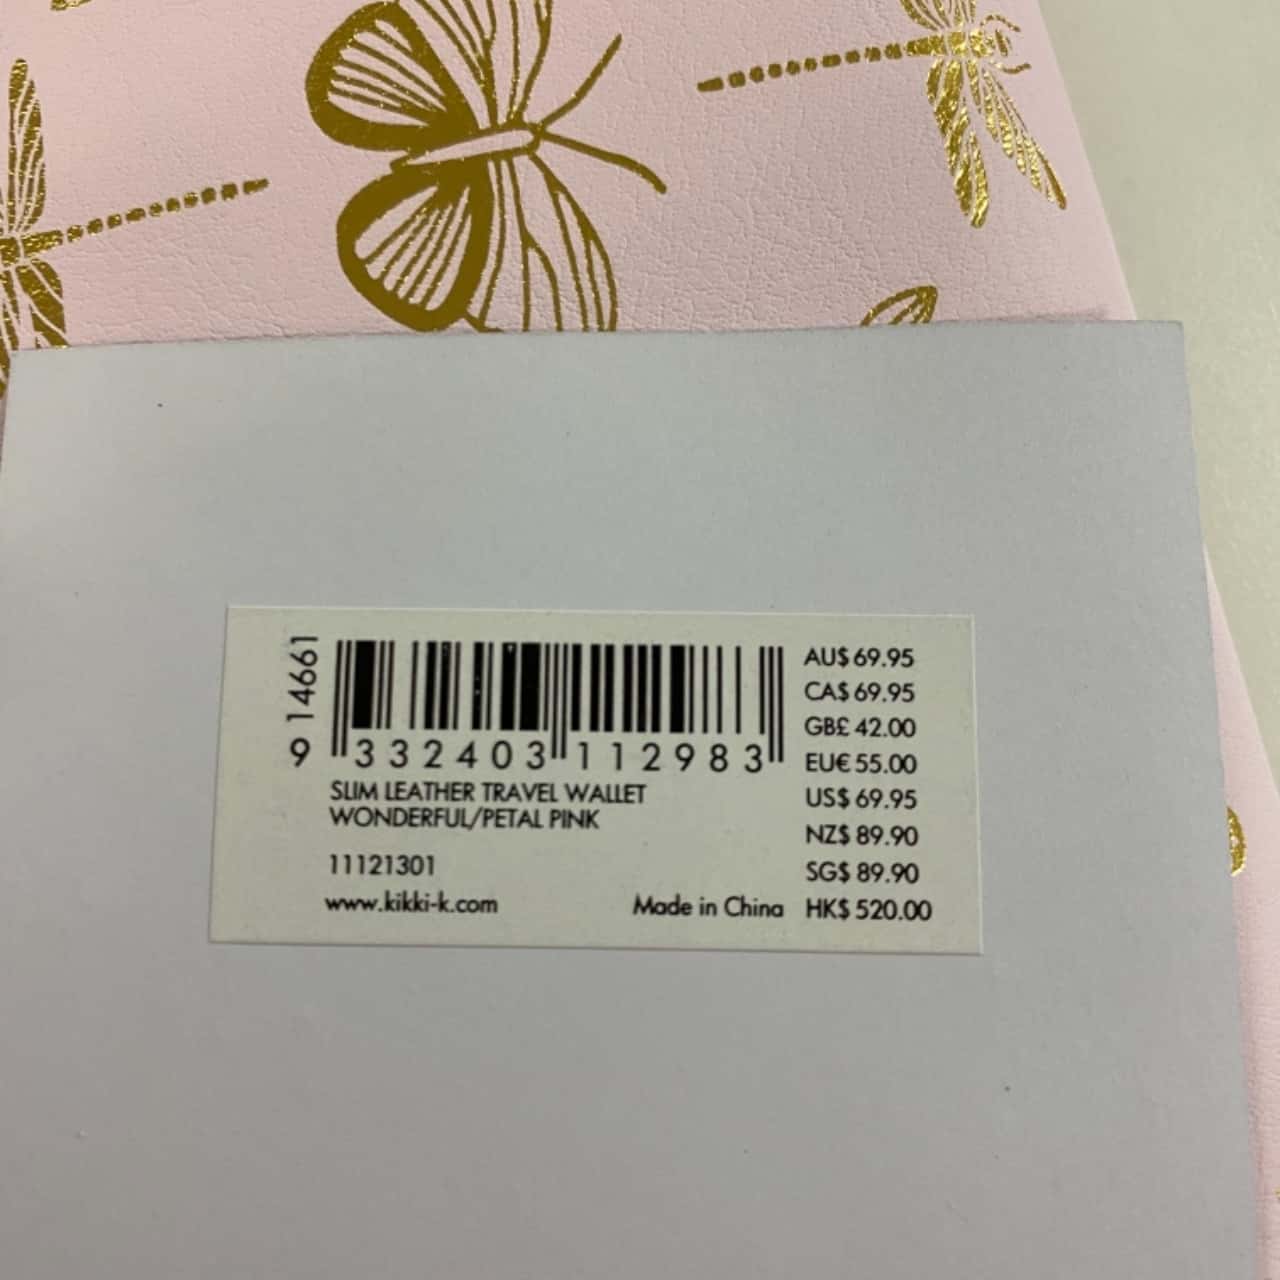 14661
9 332403 112983
SLIM LEATHER TRAVEL WALLET
WONDERFUL/PETAL PINK
11121301
www.kikki-k.com
Made in China
AU$ 69.95
CA$ 69.95
GB£ 42.00
EU€ 55.00
US$ 69.95
NZ$ 89.90
SG$ 89.90
HK$ 520.00